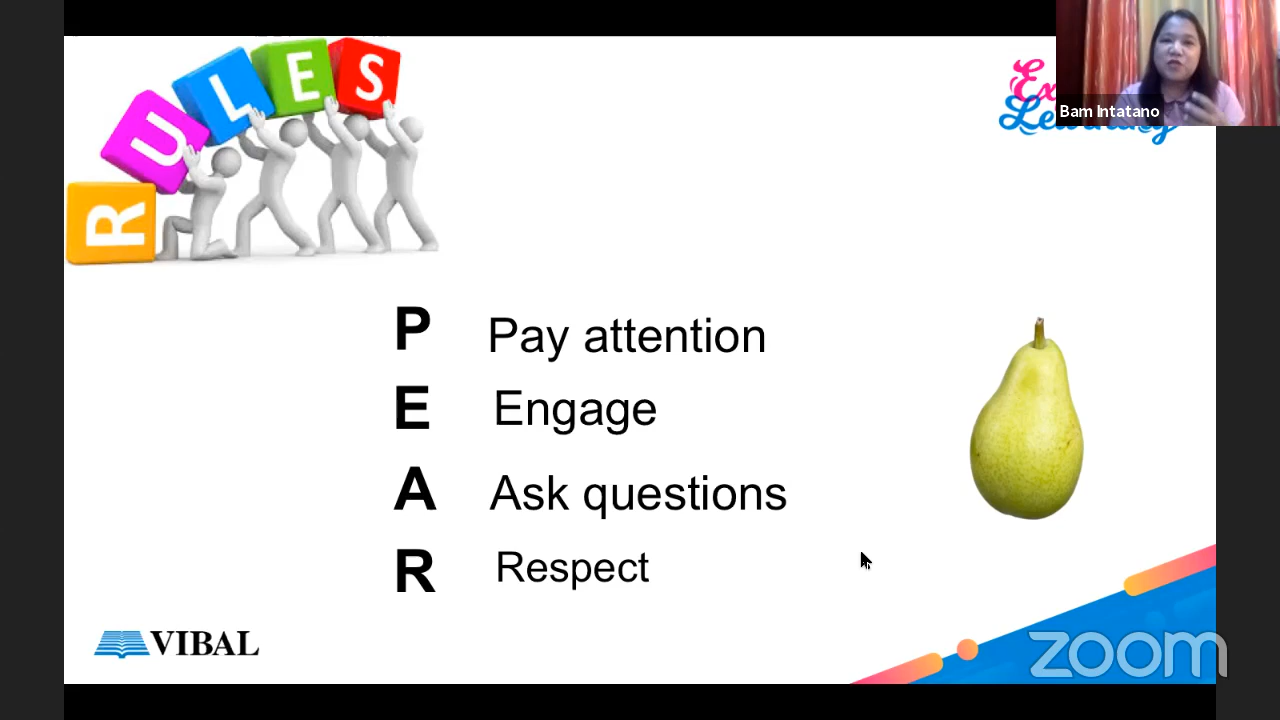 RULES
Bam Intatano
P Pay attention
E Engage
A Ask questions
R Respect
VIBAL
zoom